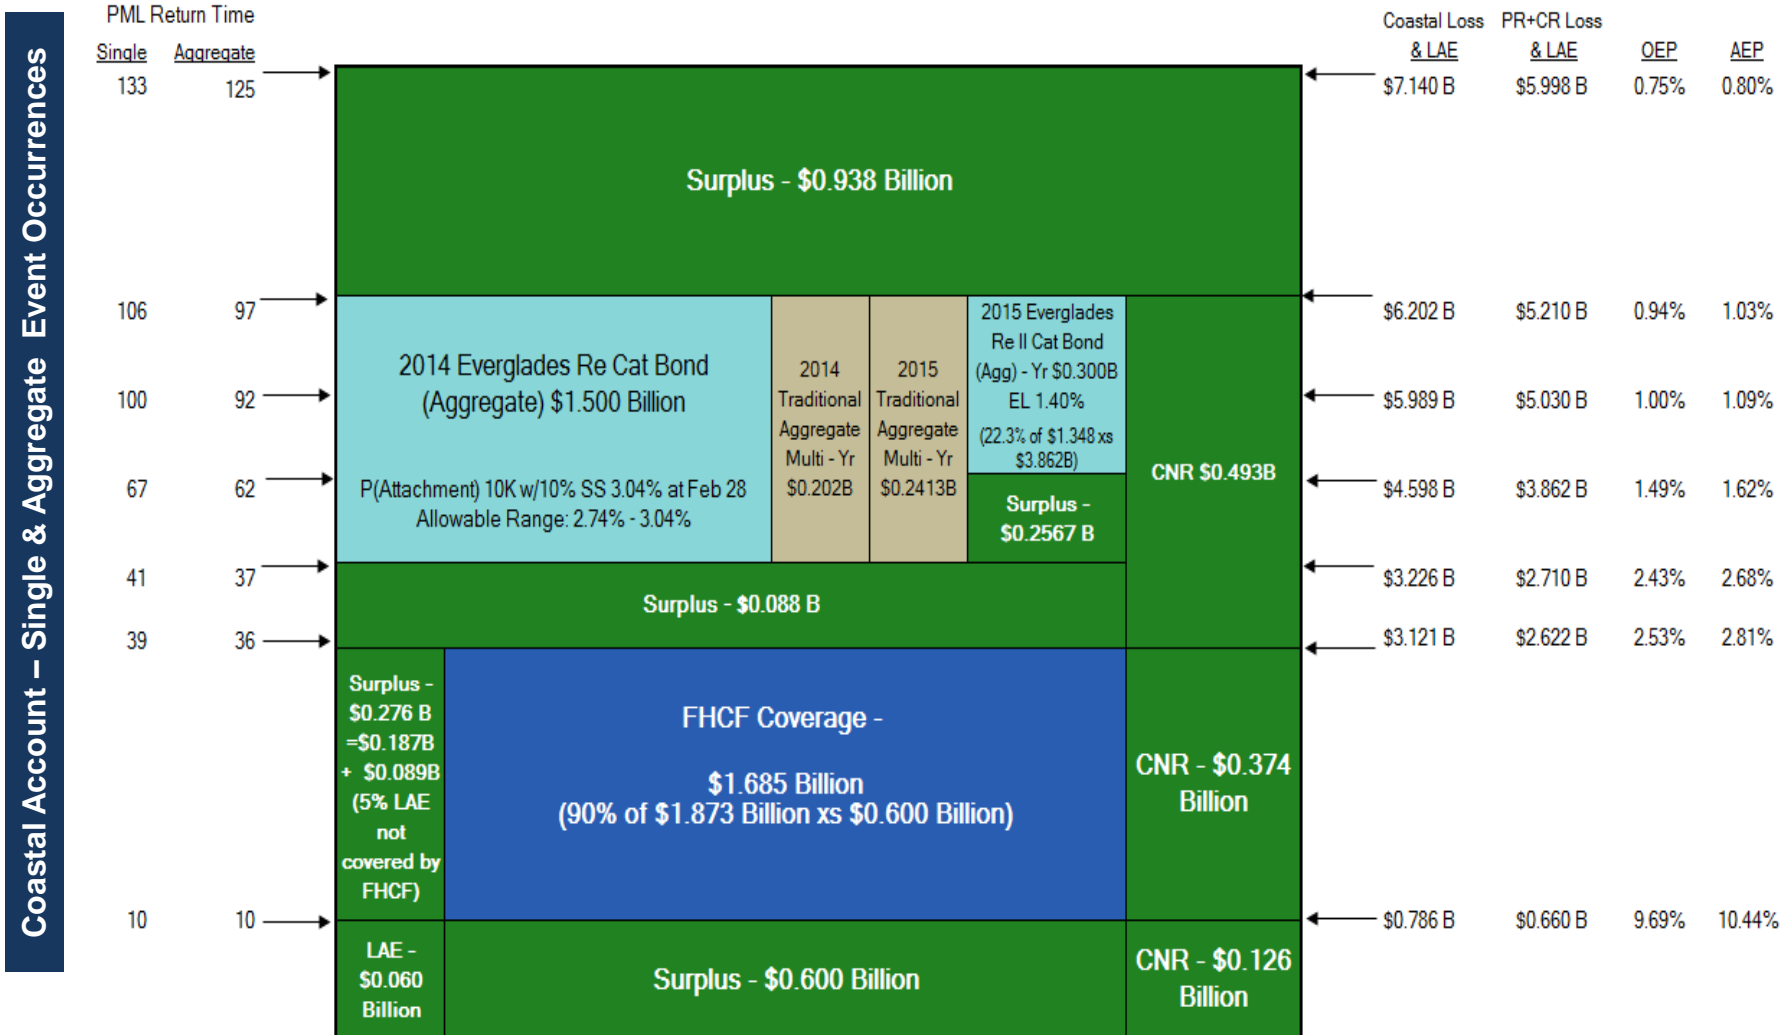 Coastal Account – Single & Aggregate Event Occurrences
PML Return Time
Single Aggregate
133 125
106 97
100 92
67 62
41 37
39 36
10 10
Surplus - $0.938 Billion
2014 Everglades Re Cat Bond
(Aggregate) $1.500 Billion
P(Attachment) 10K w/10% SS 3.04% at Feb 28
Allowable Range: 2.74% - 3.04%
2014
Traditional
Aggregate
Multi - Yr
$0.202B
2015
Traditional
Aggregate
Multi - Yr
$0.2413B
2015 Everglades
Re II Cat Bond
(Agg) - Yr $0.300B
EL 1.40%
(22.3% of $1.348 xs
$3.862B)
Surplus -
$0.2567 B
CNR $0.493B
Surplus - $0.088 B
Surplus -
$0.276 B
=$0.187B
+ $0.089B
(5% LAE
not
covered by
FHCF)
FHCF Coverage -
$1.685 Billion
(90% of $1.873 Billion xs $0.600 Billion)
CNR - $0.374
Billion
LAE -
$0.060
Billion
Surplus - $0.600 Billion
CNR - $0.126
Billion
Coastal Loss PR+CR Loss
& LAE & LAE OEP AEP
$7.140 B $5.998 B 0.75% 0.80%
$6.202 B $5.210 B 0.94% 1.03%
$5.989 B $5.030 B 1.00% 1.09%
$4.598 B $3.862 B 1.49% 1.62%
$3.226 B $2.710 B 2.43% 2.68%
$3.121 B $2.622 B 2.53% 2.81%
$0.786 B $0.660 B 9.69% 10.44%